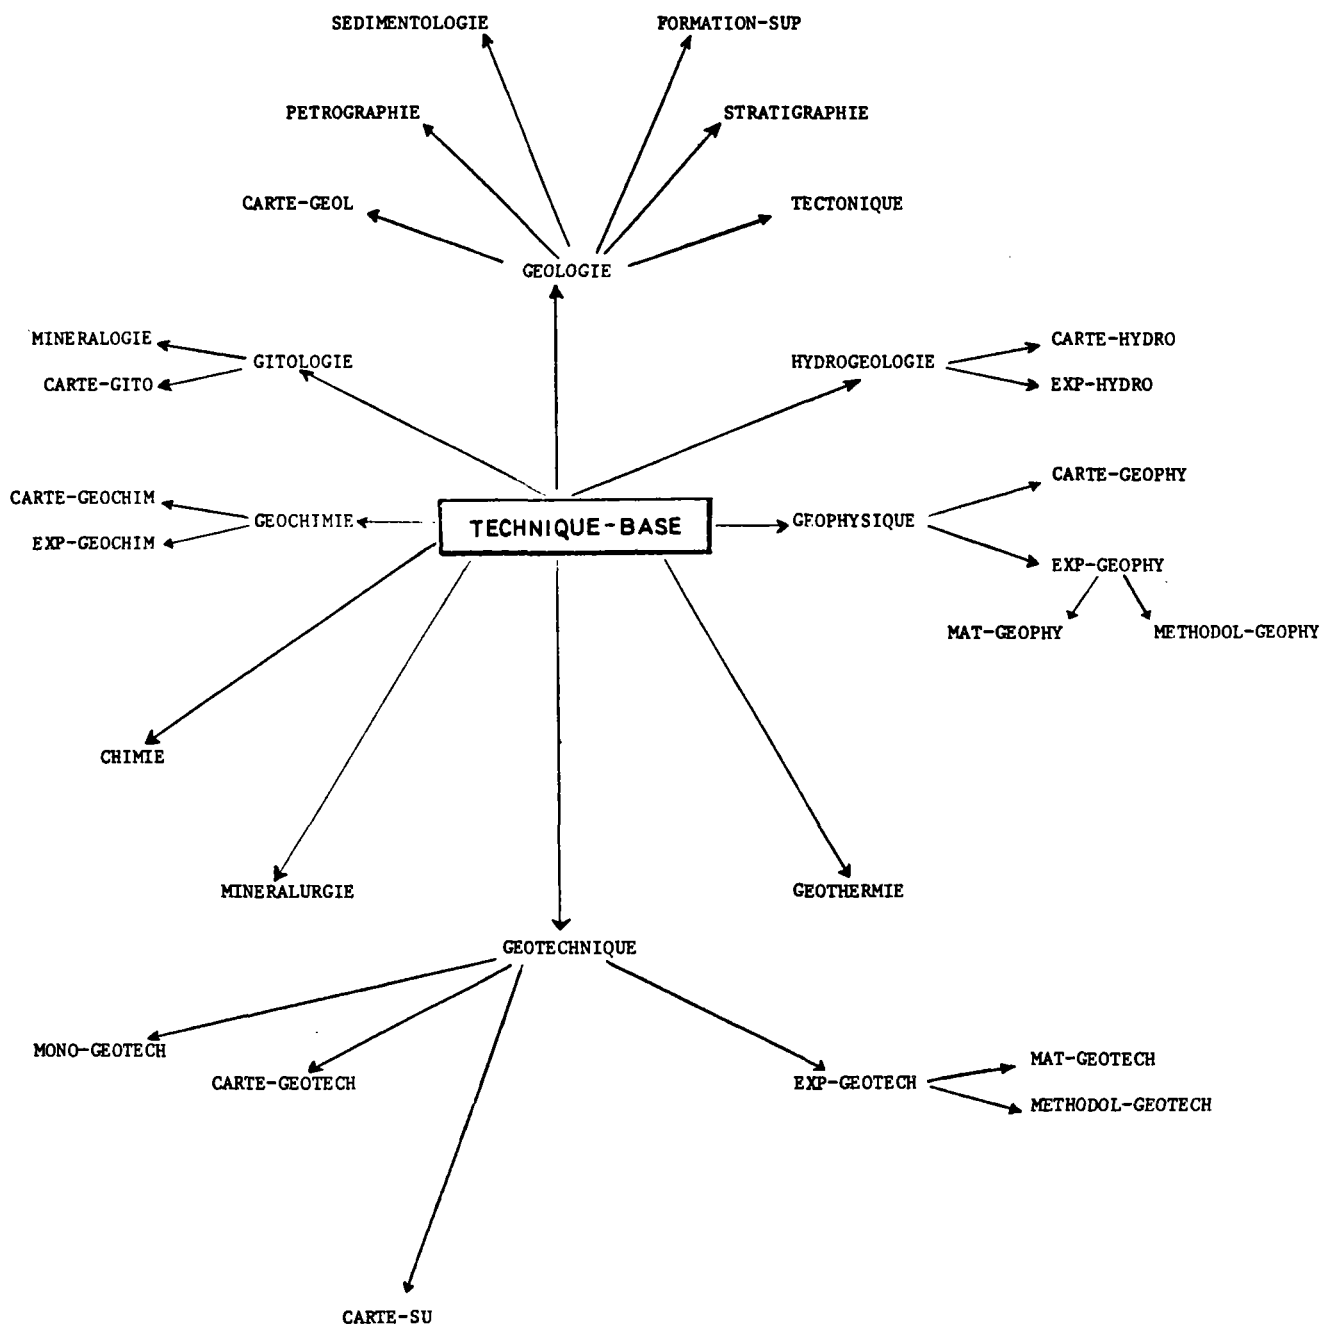 SEDIMENTOLOGIE
FORMATION-SUP
PETROGRAPHIE
STRATIGRAPHIE
CARTE-GEOL
TECTONIQUE
GEOLOGIE
MINERALOGIE
GITOLOGIE
HYDROGEOLOGIE
CARTE-HYDRO
CARTE-GITO
EXP-HYDRO
CARTE-GEOCHIM
GEOCHIMIE
TECHNIQUE-BASE
GEOPHYSIQUE
CARTE-GEOPHY
EXP-GEOCHIM
EXP-GEOPHY
MAT-GEOPHY
METHODOL-GEOPHY
CHIMIE
MINERALURGIE
GEOTHERMIE
GEOTECHNIQUE
MONO-GEOTECH
CARTE-GEOTECH
EXP-GEOTECH
MAT-GEOTECH
METHODOL-GEOTECH
CARTE-SU